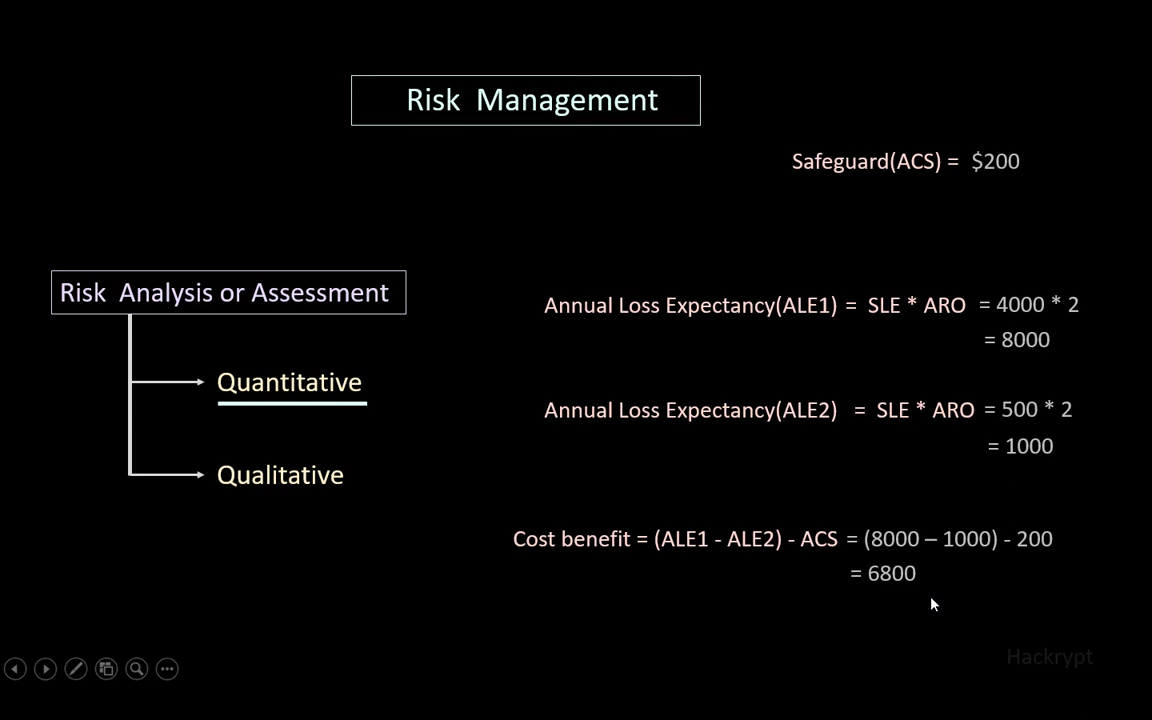 Risk Management
Safeguard(ACS) = $200
Risk Analysis or Assessment
Quantitative
Qualitative
Annual Loss Expectancy(ALE1) = SLE * ARO = 4000 * 2
= 8000
Annual Loss Expectancy(ALE2) = SLE * ARO = 500 * 2
= 1000
Cost benefit = (ALE1 - ALE2) - ACS = (8000 – 1000) - 200
= 6800
Hackrypt